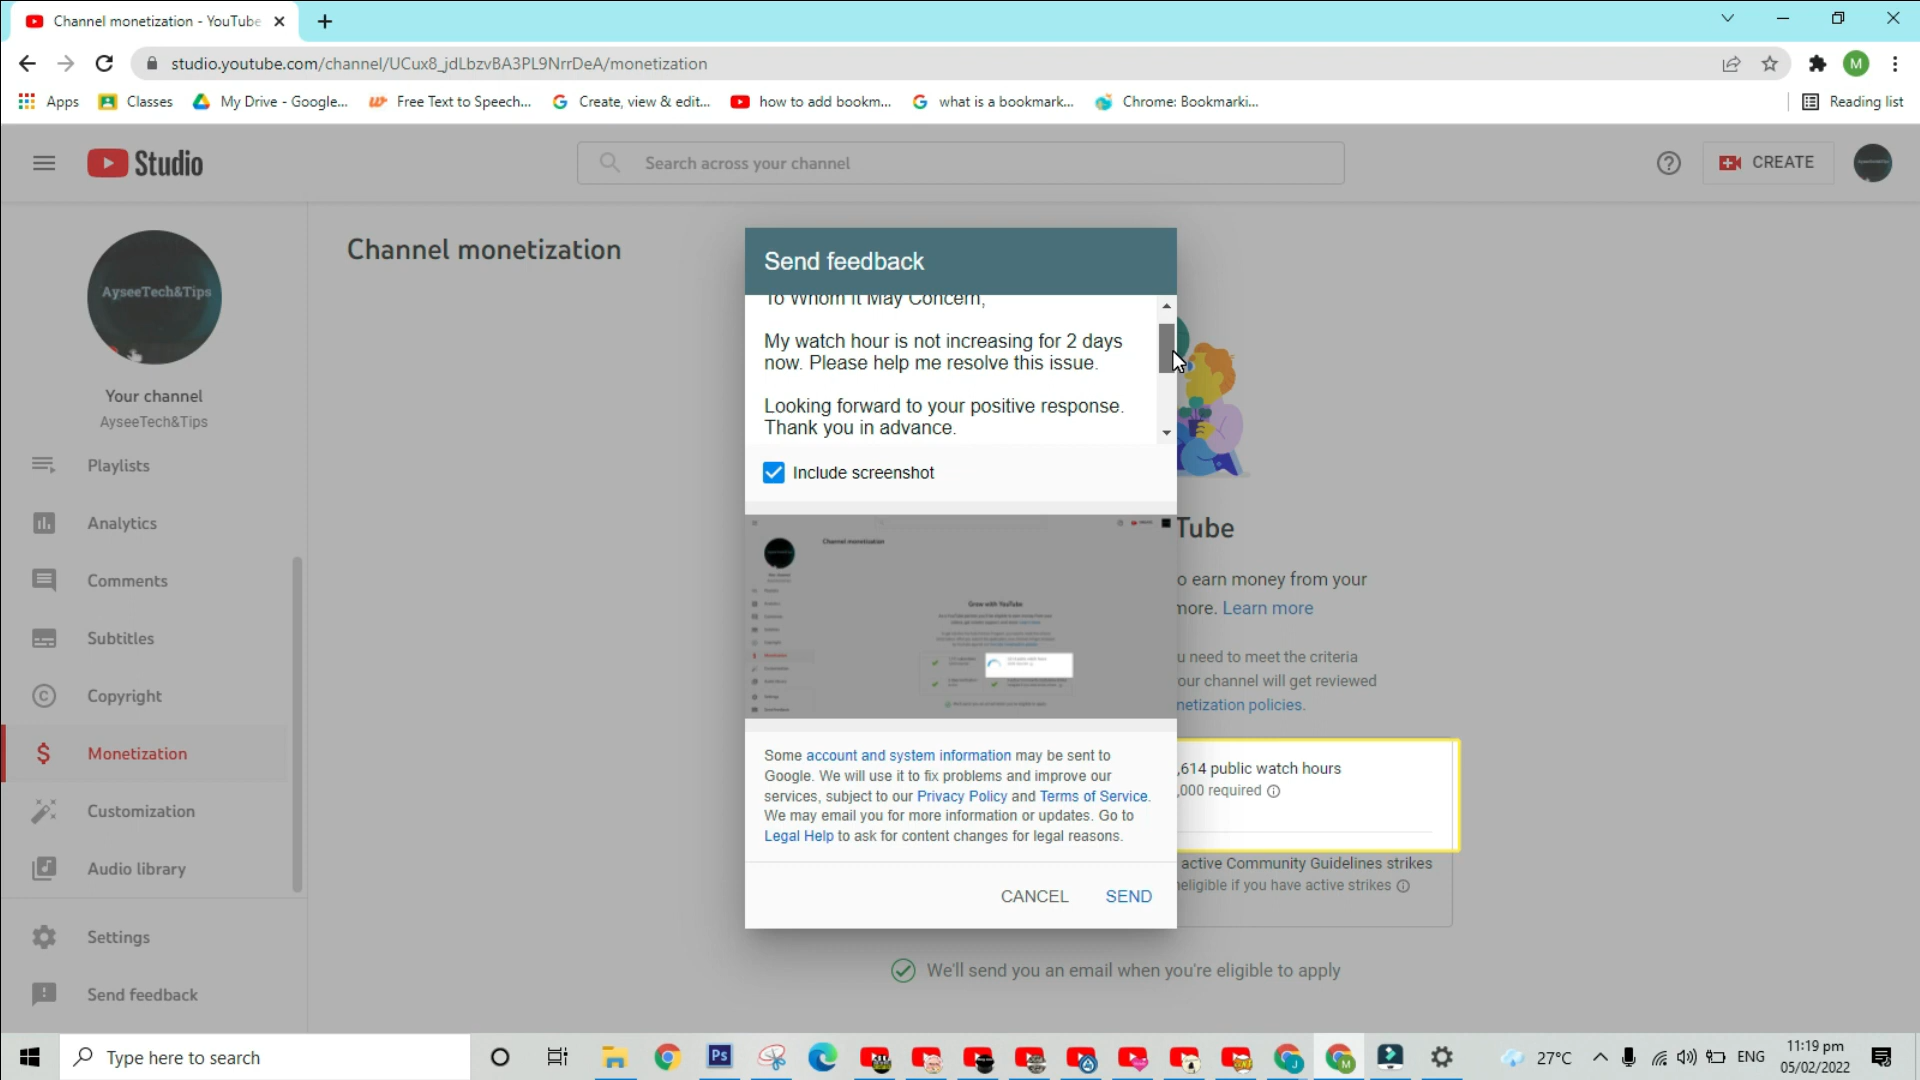 Channel monetization - YouTube
studio.youtube.com/channel/UCux8_jdLbzvBA3PL9NrrDeA/monetization
M
Apps
Classes
My Drive - Google...
Free Text to Speech...
Create, view & edit...
how to add bookm...
what is a bookmark...
Chrome: Bookmarki...
Reading list
Studio
Search across your channel
CREATE
AyseeTech&Tips
Your channel
AyseeTech&Tips
Playlists
Analytics
Comments
Subtitles
Copyright
Monetization
Customization
Audio library
Settings
Send feedback
Channel monetization
Send feedback
To Whom It May Concern,
My watch hour is not increasing for 2 days
now. Please help me resolve this issue.
Looking forward to your positive response.
Thank you in advance.
Include screenshot
Channel monetization
Grow with YouTube
Some account and system information may be sent to
Google. We will use it to fix problems and improve our
services, subject to our Privacy Policy and Terms of Service.
We may email you for more information or updates. Go to
Legal Help to ask for content changes for legal reasons.
CANCEL
SEND
Tube
o earn money from your
more. Learn more
u need to meet the criteria
our channel will get reviewed
netization policies.
,614 public watch hours
,000 required
active Community Guidelines strikes
neligible if you have active strikes
We'll send you an email when you're eligible to apply
Type here to search
Ps
27°C
ENG
11:19 pm
05/02/2022